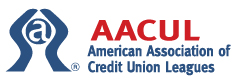 a
AACUL
American Association of
Credit Union Leagues
®